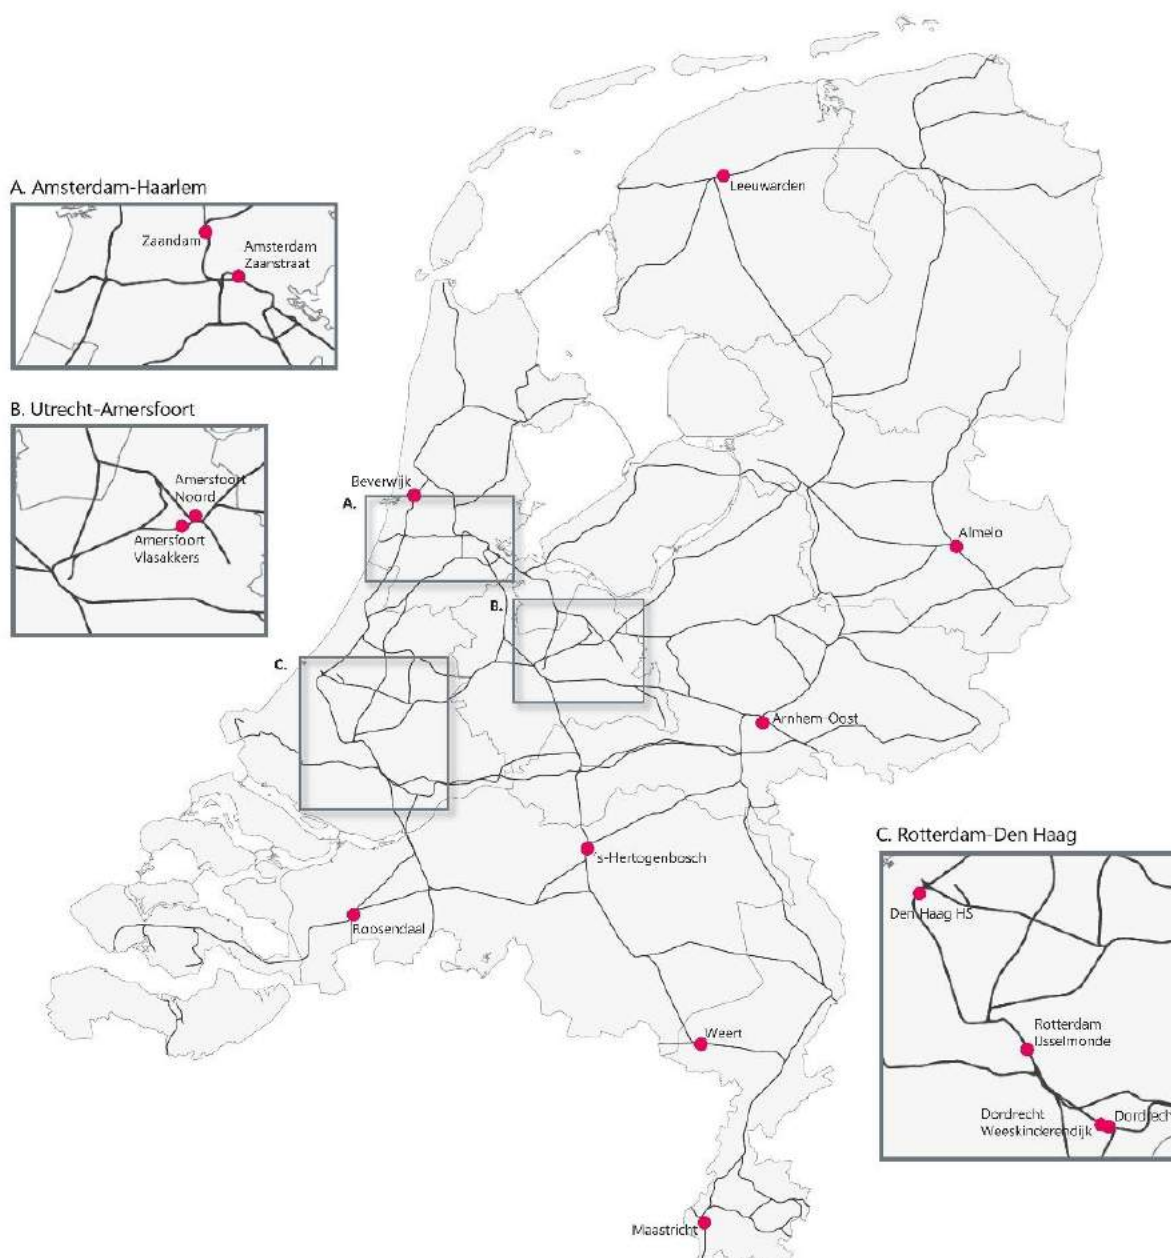 Leeuwarden
A. Amsterdam-Haarlem
Zaandam
Amsterdam
Zaanstraat
B. Utrecht-Amersfoort
Amersfoort
Noord
Amersfoort
Vlasakkers
Beverwijk
A.
Almelo
B.
C.
Arnhem-Oost
's-Hertogenbosch
C. Rotterdam-Den Haag
Den Haag HS
Roosendaal
Weert
Rotterdam
IJsselmonde
Dordrecht
Weeskinderendijk
Dordrech
Maastricht